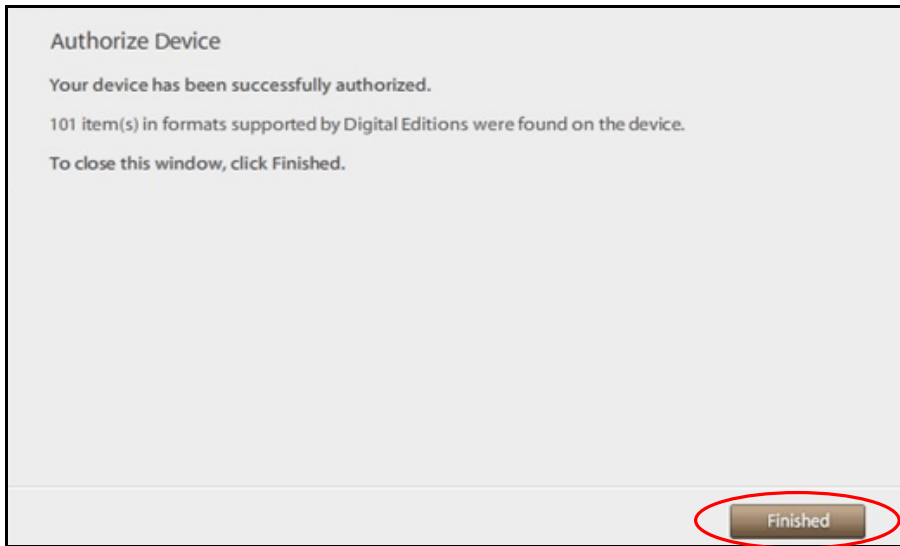 Authorize Device
Your device has been successfully authorized.
101 item(s) in formats supported by Digital Editions were found on the device.
To close this window, click Finished.
Finished